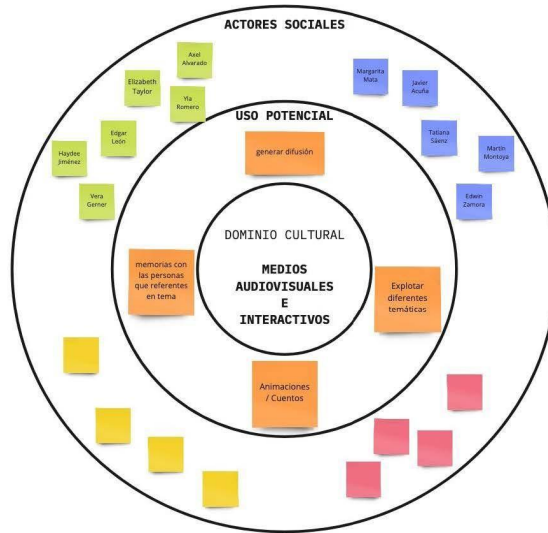 ACTORES SOCIALES
Axel
Alvarado
Elizabeth
Taylor
Yla
Romero
Edgar
León
Haydee
Jiménez
Vera
Gerner
Margarita
Mata
Javier
Acuña
Tatiana
Sáenz
Martín
Montoya
Edwin
Zamora
USO POTENCIAL
generar difusión
memorias con
las personas
que referentes
en tema
Explotar
diferentes
temáticas
Animaciones
/ Cuentos
DOMINIO CULTURAL
MEDIOS
AUDIOVISUALES
E
INTERACTIVOS